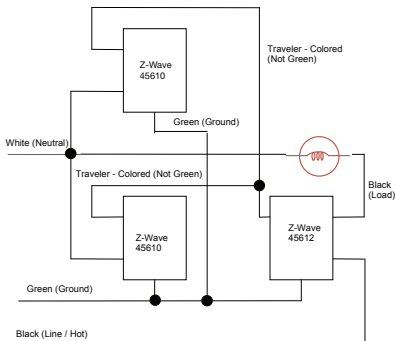 Traveler - Colored
(Not Green)
Z-Wave
45610
Green (Ground)
White (Neutral)
Traveler - Colored (Not Green)
Black
(Load)
Z-Wave
45610
Z-Wave
45612
Green (Ground)
Black (Line / Hot)